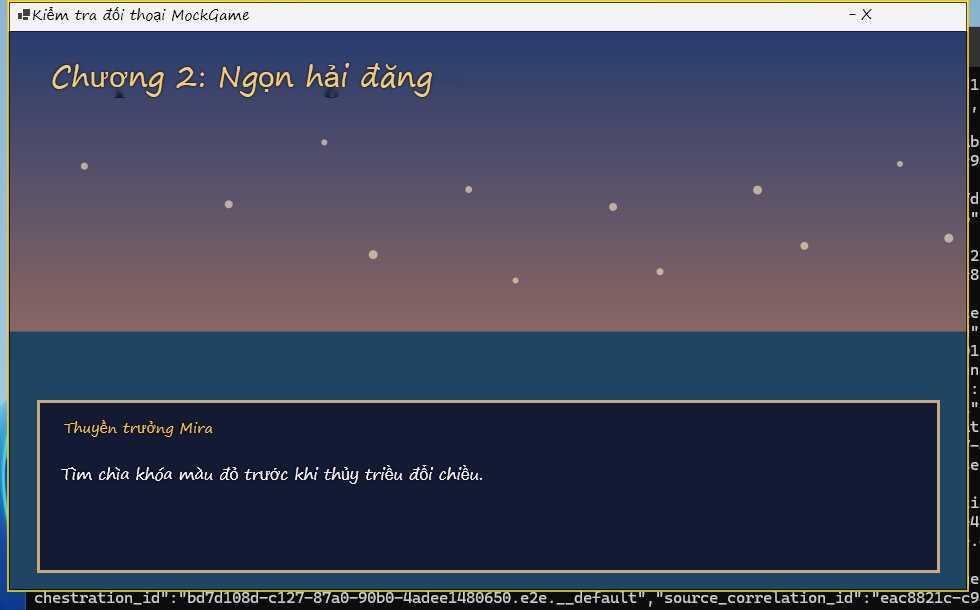 Kiểm tra đối thoại MockGame
- X
Chương 2: Ngọn hải đăng
Thuyền trưởng Mira
Tìm chìa khóa màu đỏ trước khi thủy triều đổi chiều.
chestration_id":"bd7d108d-c127-87a0-90b0-4adee1480650.e2e.__default","source_correlation_id":"eac8821c-c9